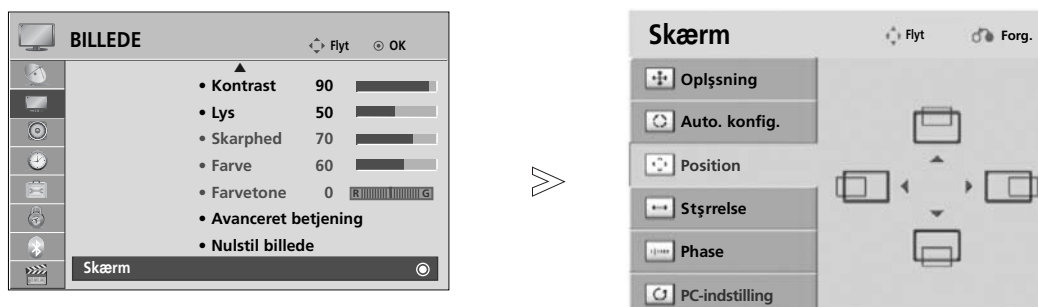 BILLEDE
Flyt OK
• Kontrast 90
• Lys 50
• Skarphed 70
• Farve 60
• Farvetone 0 R G
• Avanceret betjening
• Nulstil billede
Skærm
Skærm
Flyt Forg.
Oplşsning
Auto. konfig.
Position
Stşrrelse
Phase
PC-indstilling